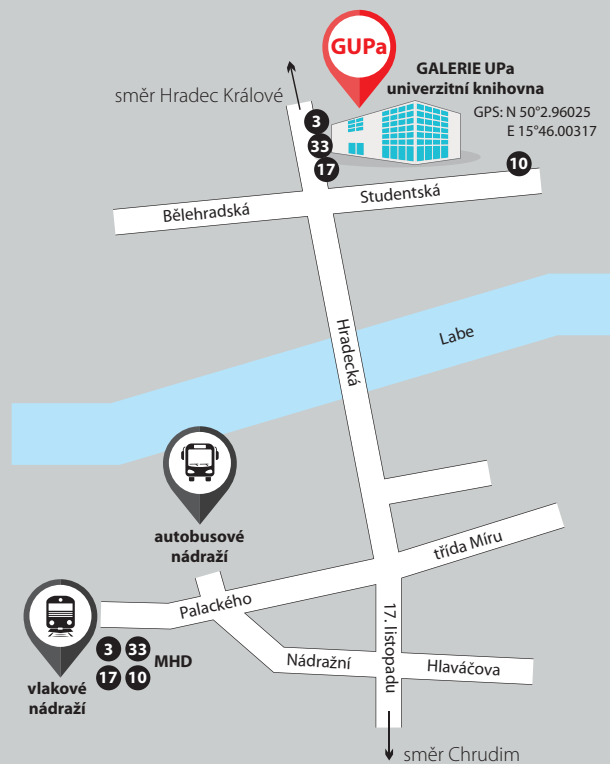 GUPa
GALERIE UPa
univerzitní knihovna
GPS: N 50°2.96025
E 15°46.00317
směr Hradec Králové
3
33
17
10
Bělehradská
Studentská
Hradecká
Labe
autobusové
nádraží
třída Míru
Palackého
17. listopadu
3 33
MHD
17 10
vlakové
nádraží
Nádražní
Hlaváčova
směr Chrudim